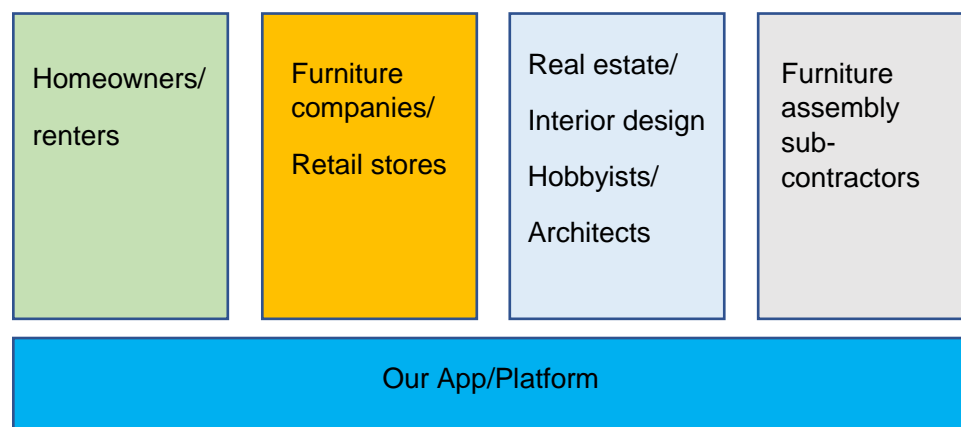 Homeowners/
renters
Furniture
companies/
Retail stores
Real estate/
Interior design
Hobbyists/
Architects
Furniture
assembly
sub-
contractors
Our App/Platform